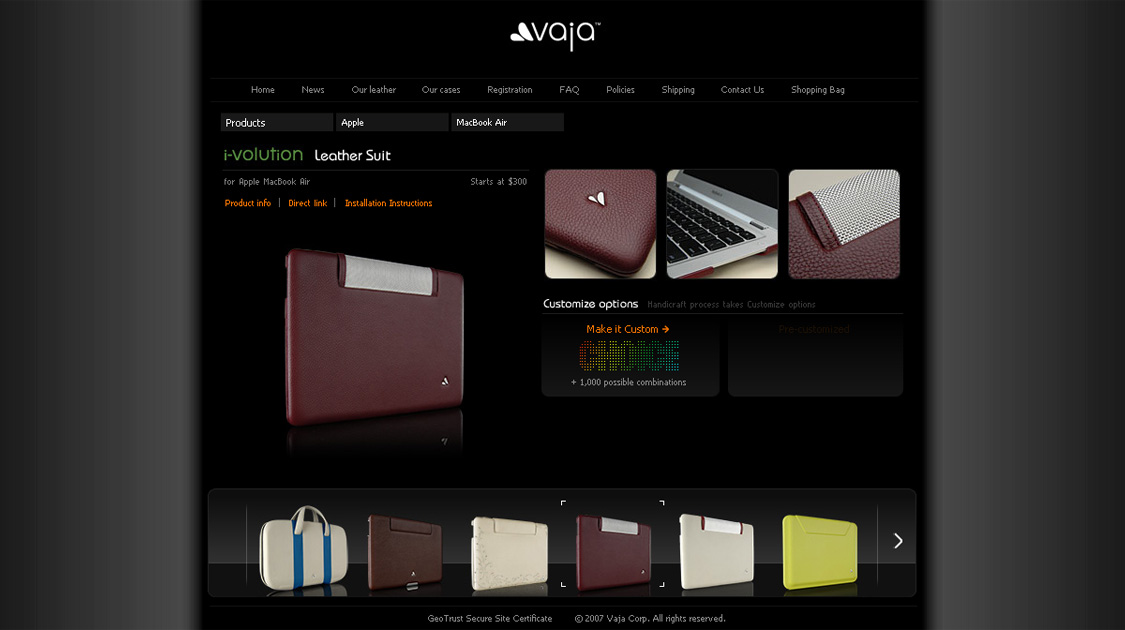 vaja™
Home News Our leather Our cases Registration FAQ Policies Shipping Contact Us Shopping Bag
Products Apple MacBook Air
i-volution Leather Suit
for Apple MacBook Air Starts at $300
Product info | Direct link | Installation Instructions
Customize options Handicraft process takes Customize options
Make it Custom → Pre-customized
CHOOSE
+ 1,000 possible combinations
GeoTrust Secure Site Certificate © 2007 Vaja Corp. All rights reserved.